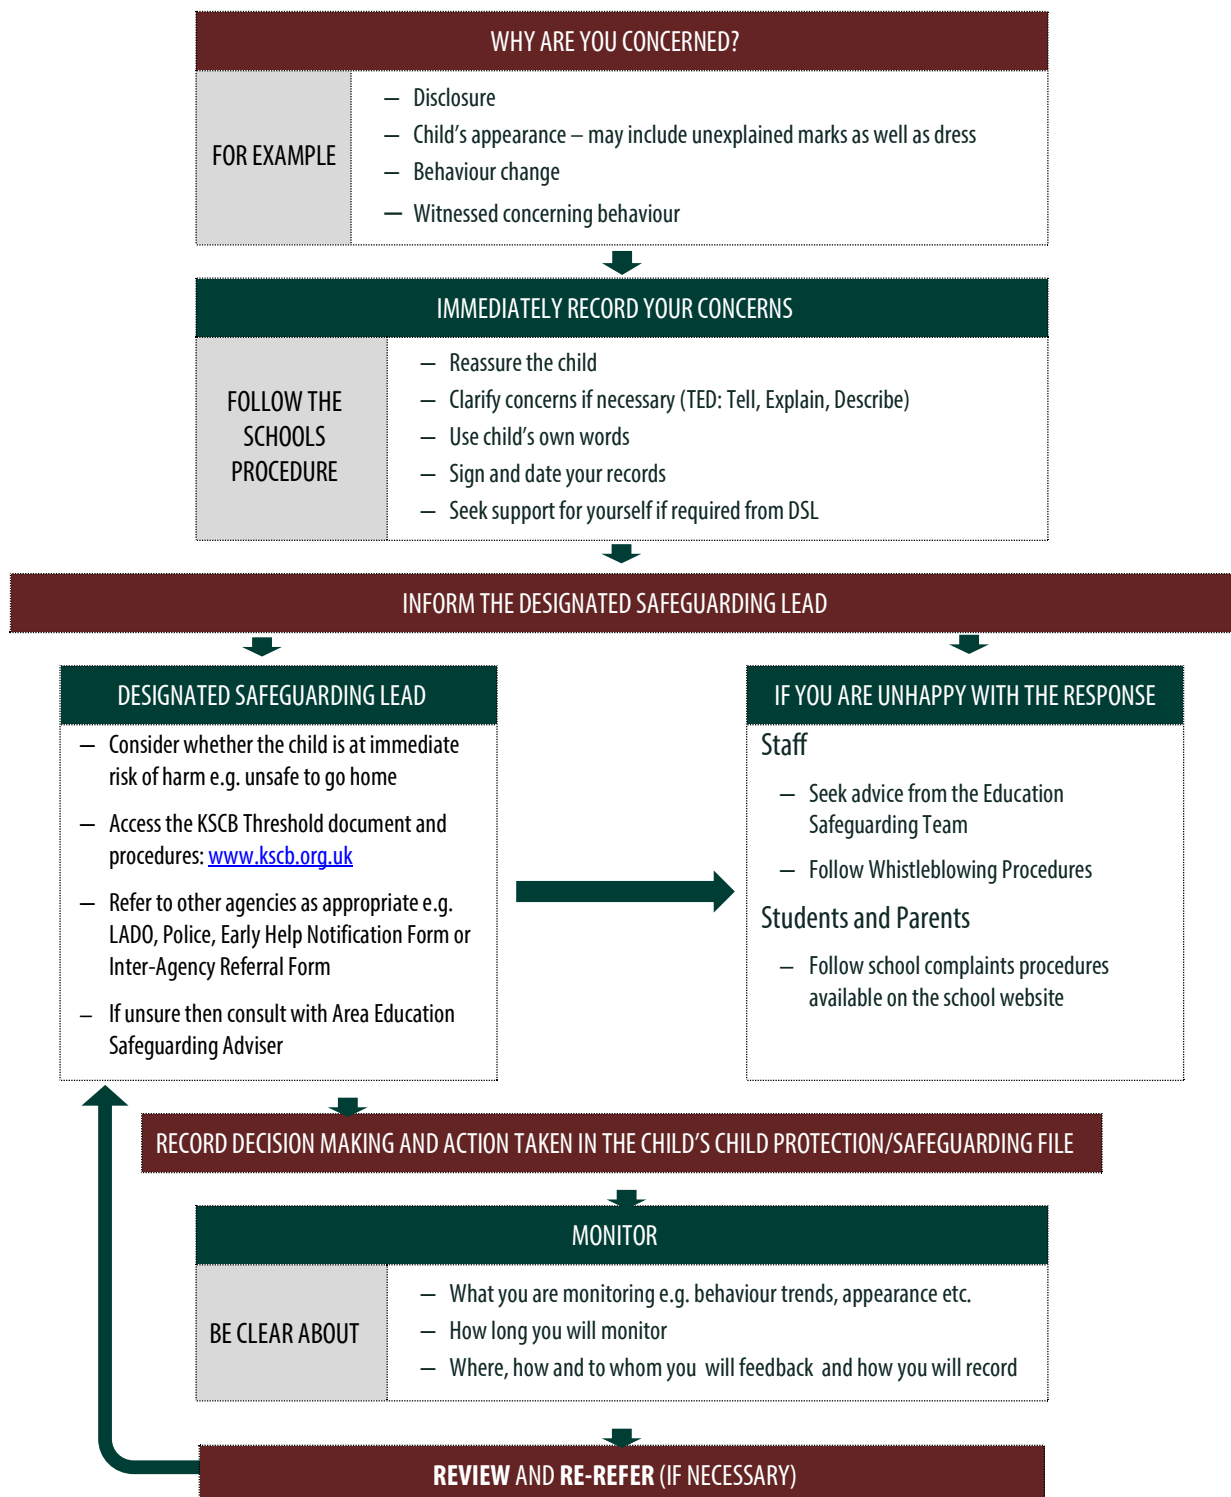 WHY ARE YOU CONCERNED?
FOR EXAMPLE
— Disclosure
— Child’s appearance – may include unexplained marks as well as dress
— Behaviour change
— Witnessed concerning behaviour
IMMEDIATELY RECORD YOUR CONCERNS
FOLLOW THE
SCHOOLS
PROCEDURE
— Reassure the child
— Clarify concerns if necessary (TED: Tell, Explain, Describe)
— Use child’s own words
— Sign and date your records
— Seek support for yourself if required from DSL
INFORM THE DESIGNATED SAFEGUARDING LEAD
DESIGNATED SAFEGUARDING LEAD
— Consider whether the child is at immediate
risk of harm e.g. unsafe to go home
— Access the KSCB Threshold document and
procedures: www.kscb.org.uk
— Refer to other agencies as appropriate e.g.
LADO, Police, Early Help Notification Form or
Inter-Agency Referral Form
— If unsure then consult with Area Education
Safeguarding Adviser
IF YOU ARE UNHAPPY WITH THE RESPONSE
Staff
— Seek advice from the Education
Safeguarding Team
— Follow Whistleblowing Procedures
Students and Parents
— Follow school complaints procedures
available on the school website
RECORD DECISION MAKING AND ACTION TAKEN IN THE CHILD’S CHILD PROTECTION/SAFEGUARDING FILE
MONITOR
BE CLEAR ABOUT
— What you are monitoring e.g. behaviour trends, appearance etc.
— How long you will monitor
— Where, how and to whom you will feedback and how you will record
REVIEW AND RE-REFER (IF NECESSARY)